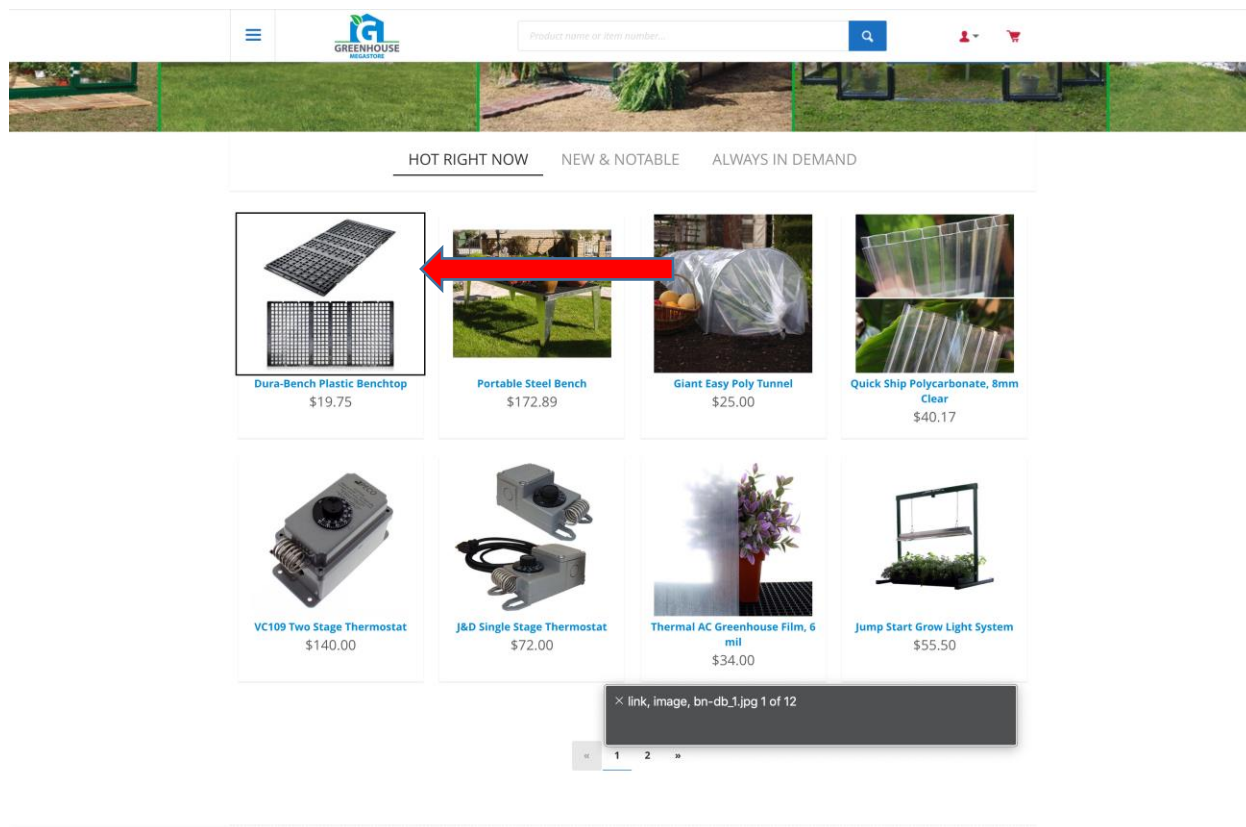 GREENHOUSE
MEGASTORE
Product name or item number...
HOT RIGHT NOW NEW & NOTABLE ALWAYS IN DEMAND
Dura-Bench Plastic Benchtop
$19.75
Portable Steel Bench
$172.89
Giant Easy Poly Tunnel
$25.00
Quick Ship Polycarbonate, 8mm
Clear
$40.17
VC109 Two Stage Thermostat
$140.00
J&D Single Stage Thermostat
$72.00
Thermal AC Greenhouse Film, 6
mil
$34.00
Jump Start Grow Light System
$55.50
× link, image, bn-db_1.jpg 1 of 12
« 1 2 »